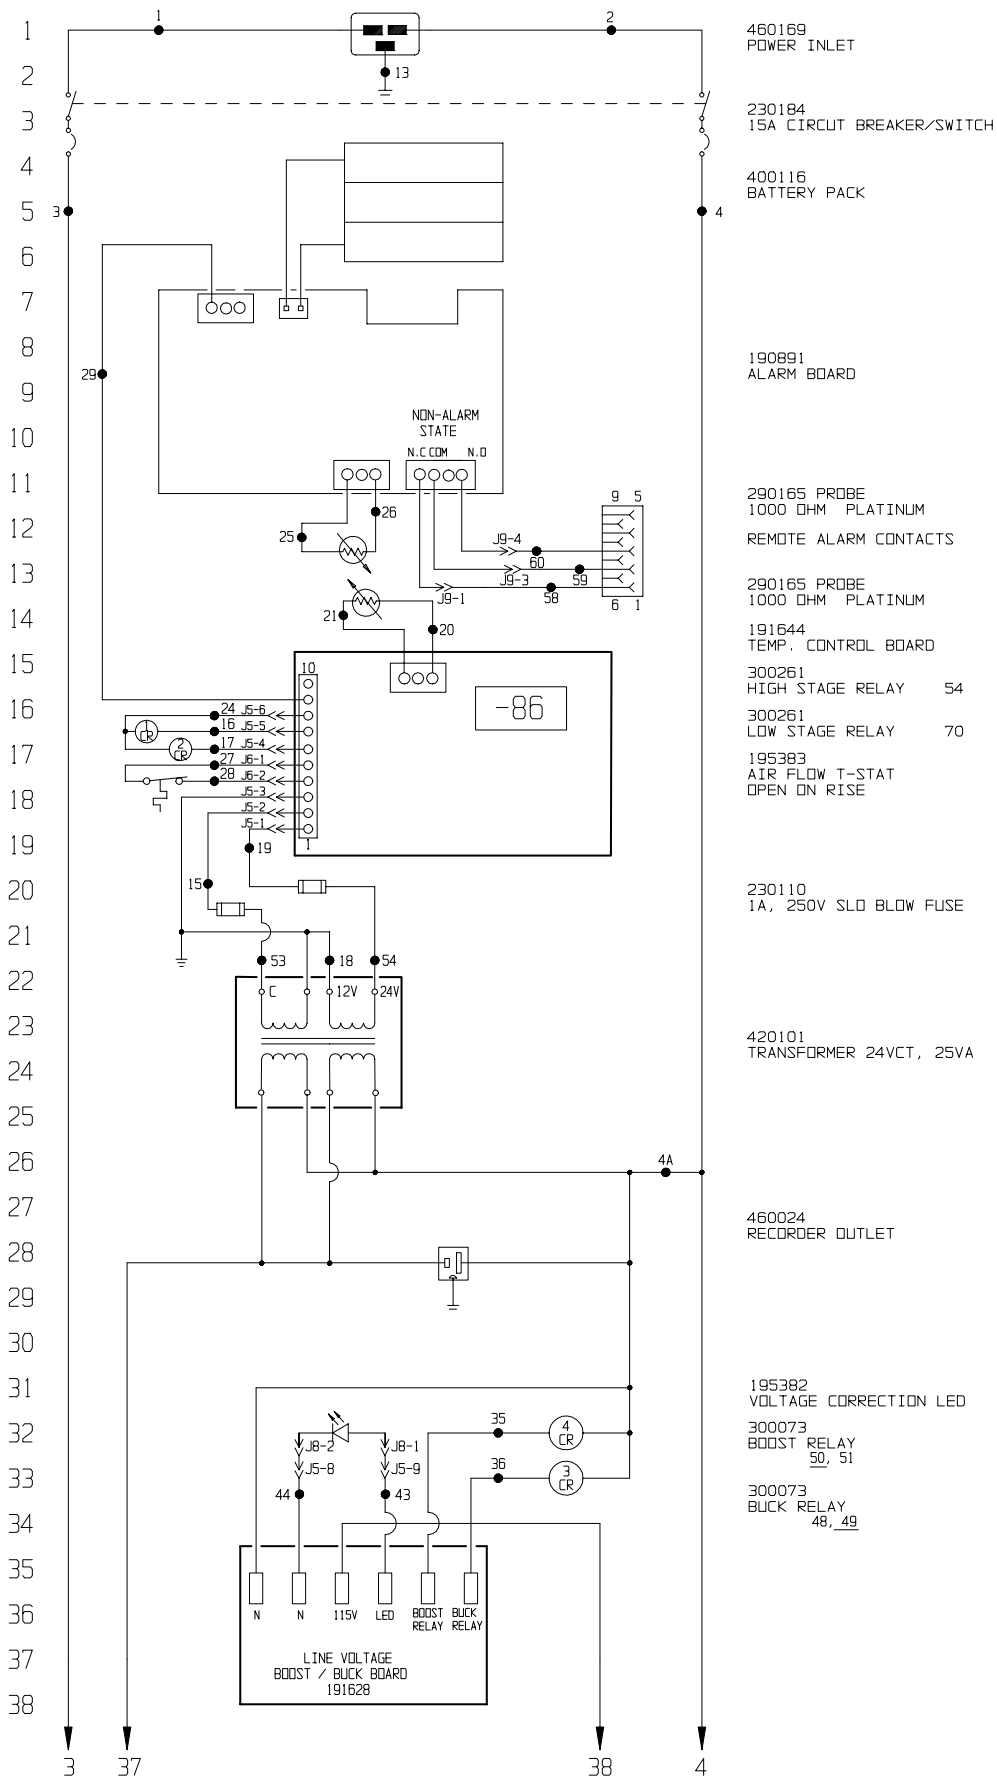 1
2
3
4
5
6
7
8
9
10
11
12
13
14
15
16
17
18
19
20
21
22
23
24
25
26
27
28
29
30
31
32
33
34
35
36
37
38
1
2
13
3
4
29
NON-ALARM
STATE
N.C COM N.O
9 5
26
25
J9-4
60
59
J9-3
J9-1
58
6 1
21
20
10
-86
24 J5-6
1
CR
16 J5-5
2
CR
17 J5-4
27 J6-1
28 J6-2
J5-3
J5-2
J5-1
1
19
15
53
18
54
C
12V
24V
4A
35
4
CR
J8-2
J8-1
J5-8
J5-9
36
3
CR
44
43
N
N
115V
LED
BOOST
RELAY
BUCK
RELAY
LINE VOLTAGE
BOOST / BUCK BOARD
191628
3
37
38
4
460169
POWER INLET
230184
15A CIRCUT BREAKER/SWITCH
400116
BATTERY PACK
190891
ALARM BOARD
290165 PROBE
1000 OHM PLATINUM
REMOTE ALARM CONTACTS
290165 PROBE
1000 OHM PLATINUM
191644
TEMP. CONTROL BOARD
300261
HIGH STAGE RELAY 54
300261
LOW STAGE RELAY 70
195383
AIR FLOW T-STAT
OPEN ON RISE
230110
1A, 250V SLO BLOW FUSE
420101
TRANSFORMER 24VCT, 25VA
460024
RECORDER OUTLET
195382
VOLTAGE CORRECTION LED
300073
BOOST RELAY
50, 51
300073
BUCK RELAY
48, 49